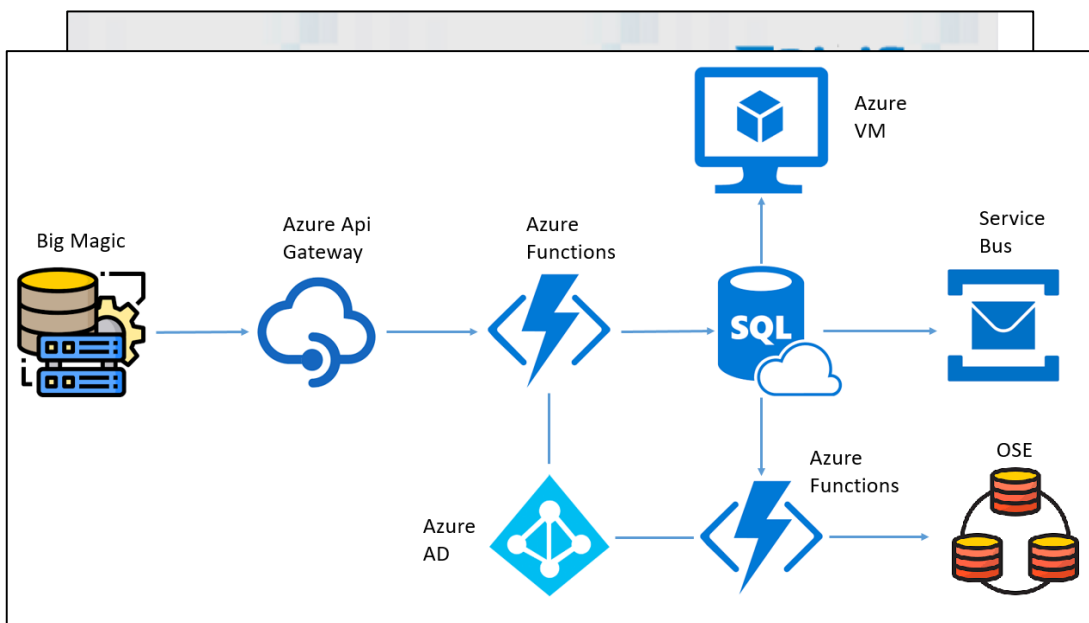 Azure
VM
Service
Bus
Azure Api
Gateway
Azure
Functions
Big Magic
SQL
Azure
Functions
OSE
Azure
AD